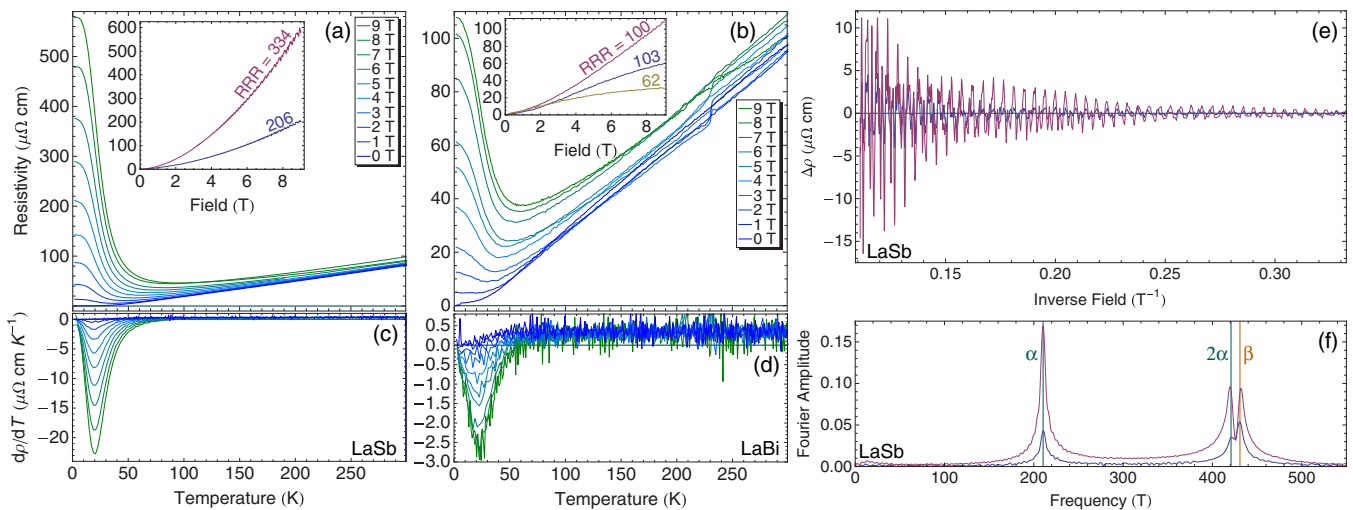 Resistivity (μΩ cm)
500
400
300
200
100
0
(a)
600
500
400
300
200
100
0
0 2 4 6 8
Field (T)
RRR = 334
206
9 T
8 T
7 T
6 T
5 T
4 T
3 T
2 T
1 T
0 T
(c)
dρ/dT (μΩ cm K⁻¹)
0
−5
−10
−15
−20
LaSb
0 50 100 150 200 250
Temperature (K)
(b)
100
80
60
40
20
0
100
80
60
40
20
0
0 2 4 6 8
Field (T)
RRR = 100
103
62
9 T
8 T
7 T
6 T
5 T
4 T
3 T
2 T
1 T
0 T
(d)
0.5
0.0
−0.5
−1.0
−1.5
−2.0
−2.5
−3.0
LaBi
0 50 100 150 200 250 300
Temperature (K)
(e)
Δρ (μΩ cm)
10
5
0
−5
−10
−15
LaSb
0.15 0.20 0.25 0.30
Inverse Field (T⁻¹)
(f)
Fourier Amplitude
0.15
0.10
0.05
0.00
α
2α
β
LaSb
0 100 200 300 400 500
Frequency (T)